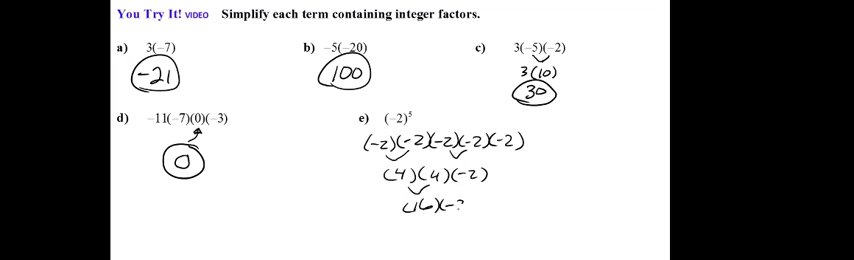 You Try It! VIDEO Simplify each term containing integer factors.
a) 3(−7) b) −5(−20) c) 3(−5)(−2)
−21 100 3(10)
30
d) −11(−7)(0)(−3) e) (−2)⁵
0 (−2)(−2)(−2)(−2)(−2)
(4)(4)(−2)
(16)(−2